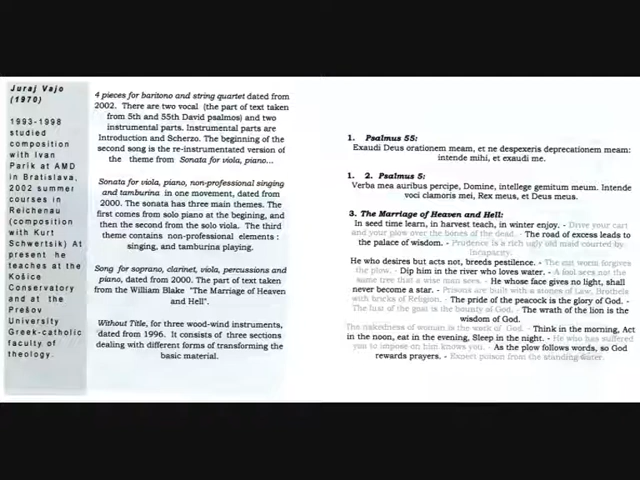 Juraj Vajo
(1970)
1993-1998
studied
composition
with Ivan
Parik at AMD
in Bratislava,
2002 summer
courses in
Reichenau
(composition
with Kurt
Schwertsik) At
present he
teaches at the
Košice
Conservatory
and at the
Prešov
University
Greek-catholic
faculty of
theology.
4 pieces for baritono and string quartet dated from
2002. There are two vocal (the part of text taken
from 5th and 55th David psalmos) and two
instrumental parts. Instrumental parts are
Introduction and Scherzo. The beginning of the
second song is the re-instrumentated version of
the theme from Sonata for viola, piano...
Sonata for viola, piano, non-professional singing
and tamburina in one movement, dated from
2000. The sonata has three main themes. The
first comes from solo piano at the begining, and
then the second from the solo viola. The third
theme contains non-professional elements :
singing, and tamburina playing.
Song for soprano, clarinet, viola, percussions and
piano, dated from 2000. The part of text taken
from the William Blake "The Marriage of Heaven
and Hell".
Without Title, for three wood-wind instruments,
dated from 1996. It consists of three sections
dealing with different forms of transforming the
basic material.
1. Psalmus 55:
Exaudi Deus orationem meam, et ne despexeris deprecationem meam:
intende mihi, et exaudi me.
1. 2. Psalmus 5:
Verba mea auribus percipe, Domine, intellege gemitum meum. Intende
voci clamoris mei, Rex meus, et Deus meus.
3. The Marriage of Heaven and Hell:
In seed time learn, in harvest teach, in winter enjoy. - Drive your cart
and your plow over the bones of the dead. - The road of excess leads to
the palace of wisdom. - Prudence is a rich ugly old maid courted by
Incapacity.
He who desires but acts not, breeds pestilence. - The cut worm forgives
the plow. - Dip him in the river who loves water. - A fool sees not the
same tree that a wise man sees. - He whose face gives no light, shall
never become a star. - Prisons are built with a stones of Law, Brothels
with bricks of Religion. - The pride of the peacock is the glory of God. -
The lust of the goat is the bounty of God. - The wrath of the lion is the
wisdom of God.
The nakedness of woman is the work of God. - Think in the morning, Act
in the noon, eat in the evening, Sleep in the night. - He who has suffered
you to impose on him knows you. - As the plow follows words, so God
rewards prayers. - Expect poison from the standing water.